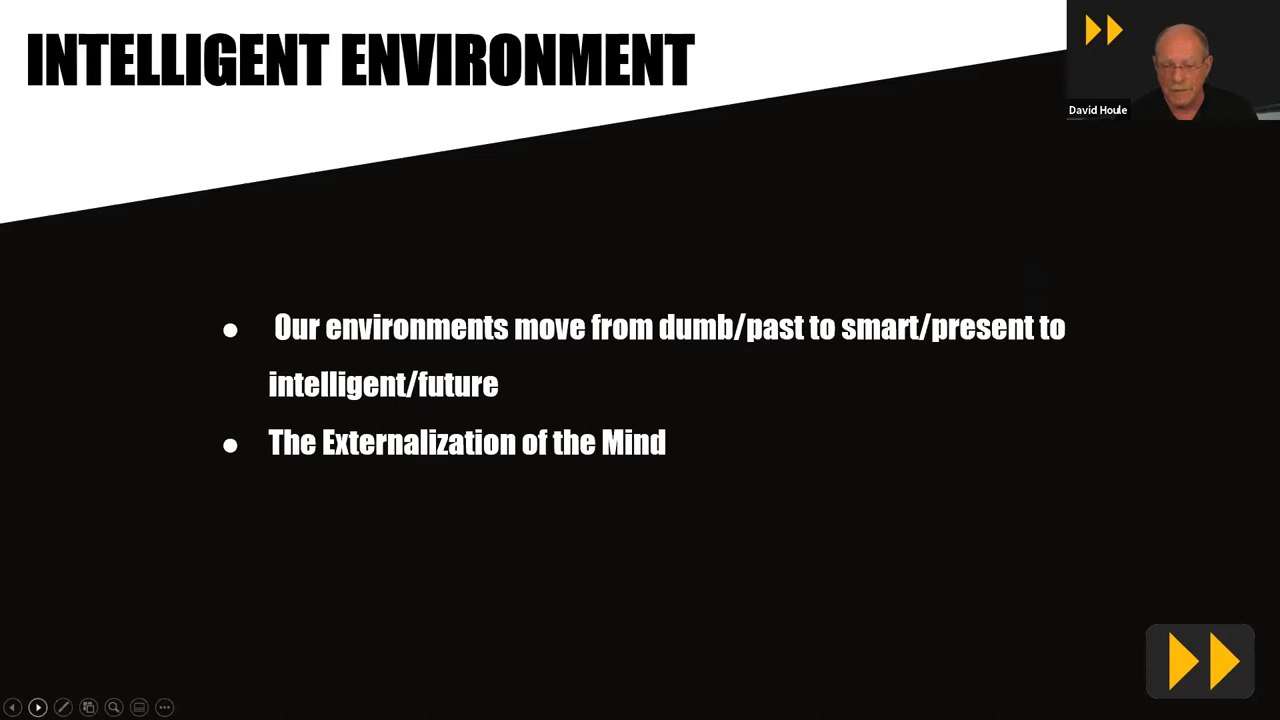 INTELLIGENT ENVIRONMENT
David Houle
● Our environments move from dumb/past to smart/present to
intelligent/future
● The Externalization of the Mind